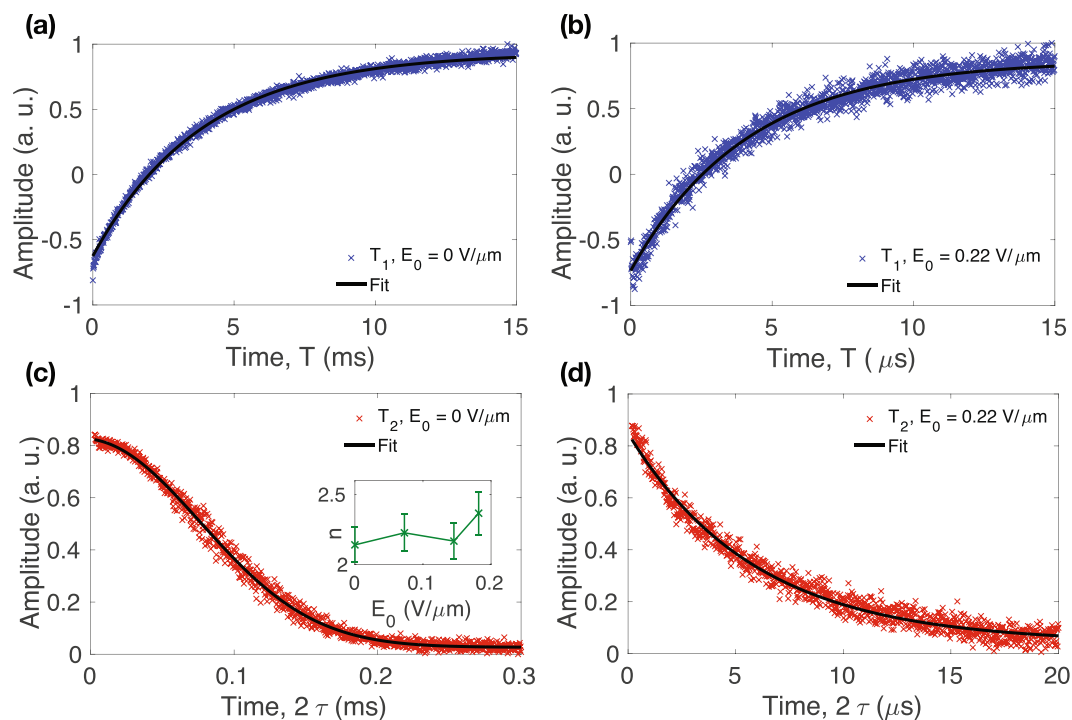 (a)
1
0.5
0
-0.5
-1
Amplitude (a. u.)
0 5 10 15
Time, T (ms)
T1, E0 = 0 V/μm
Fit
(b)
1
0.5
0
-0.5
-1
Amplitude (a. u.)
0 5 10 15
Time, T ( μs)
T1, E0 = 0.22 V/μm
Fit
(c)
1
0.8
0.6
0.4
0.2
0
Amplitude (a. u.)
0 0.1 0.2 0.3
Time, 2 τ (ms)
T2, E0 = 0 V/μm
Fit
2.5
n
2
0 0.1 0.2
E0 (V/μm)
(d)
1
0.8
0.6
0.4
0.2
0
Amplitude (a. u.)
0 5 10 15 20
Time, 2 τ (μs)
T2, E0 = 0.22 V/μm
Fit